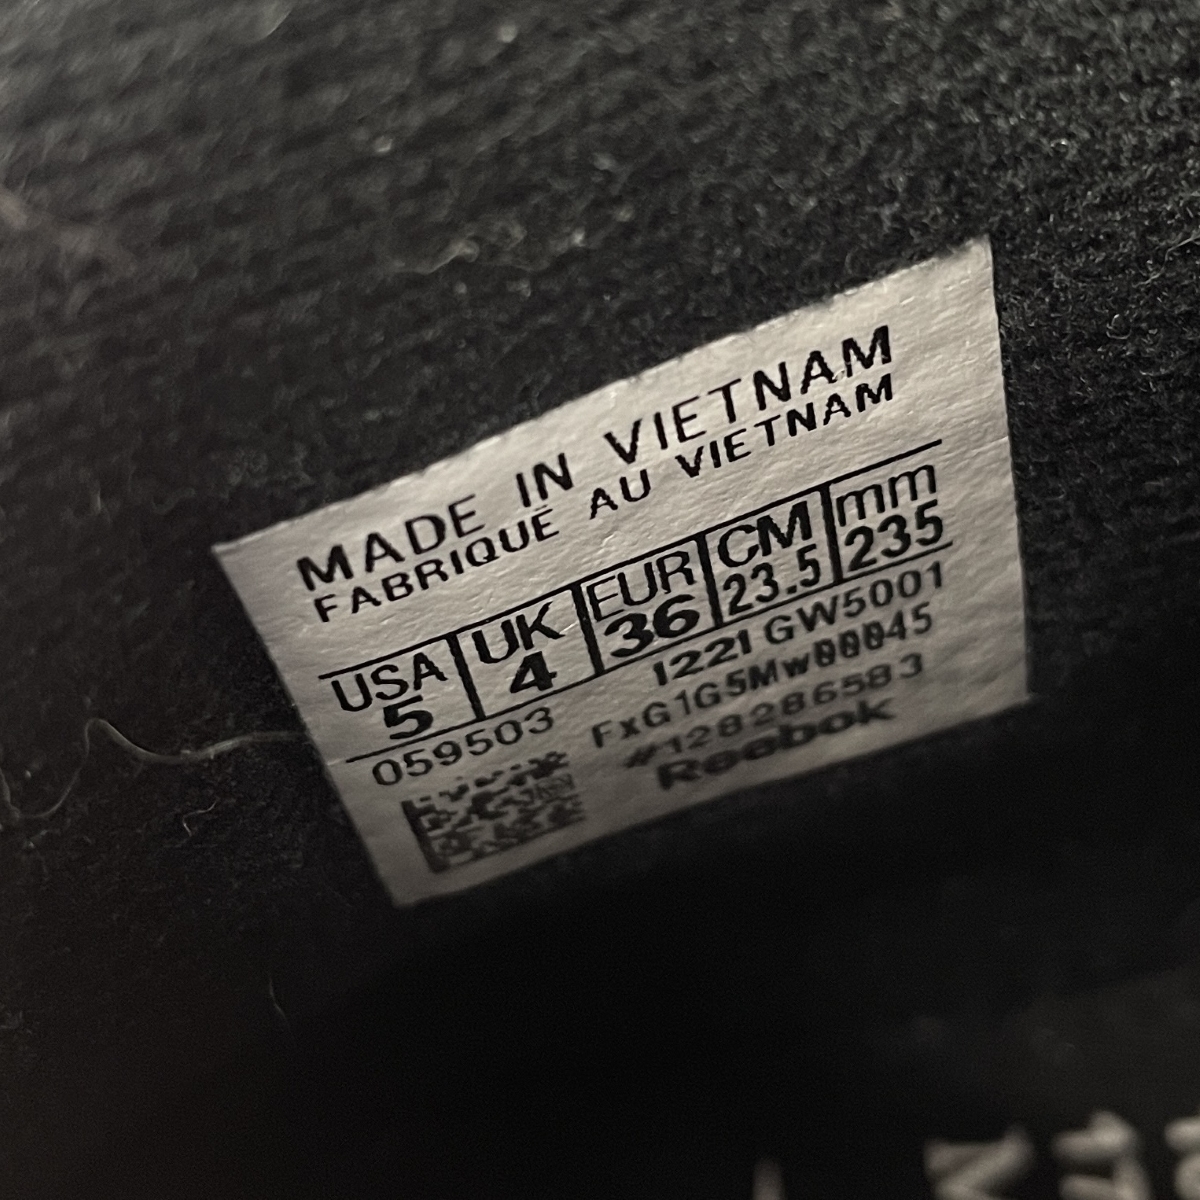 MADE IN VIETNAM
FABRIQUÉ AU VIETNAM
USA UK EUR CM mm
5 4 36 23.5 235
059503 1221 GW5001
FxG1G5Mw00045
#128286583
Reebok